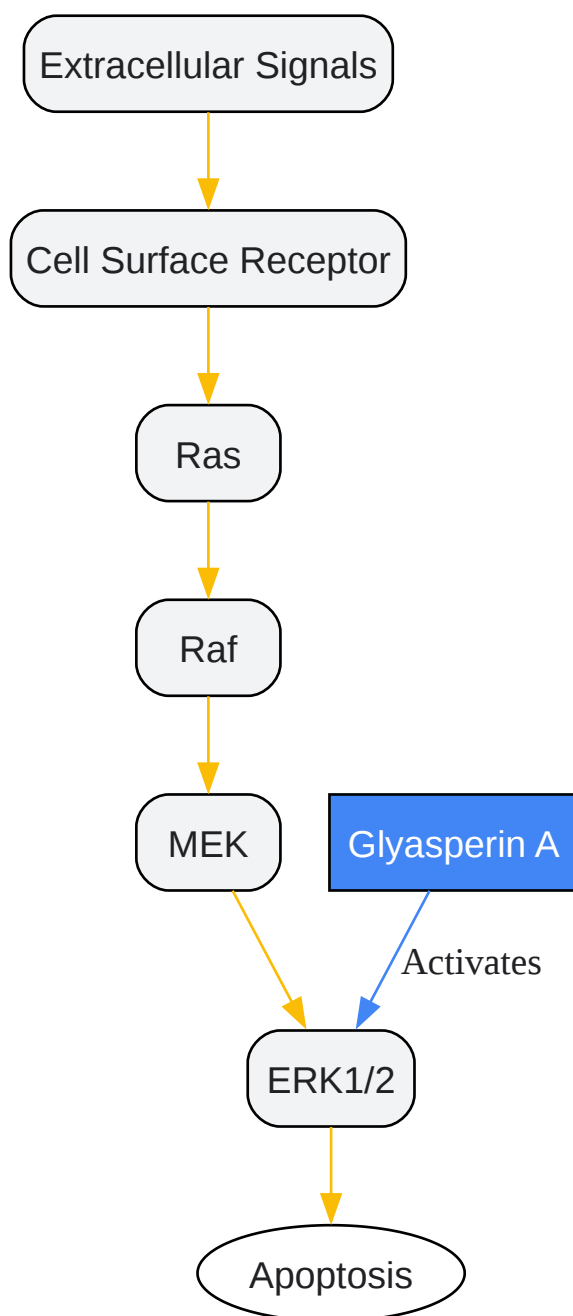 Extracellular Signals
Cell Surface Receptor
Ras
Raf
MEK
Glyasperin A
Activates
ERK1/2
Apoptosis